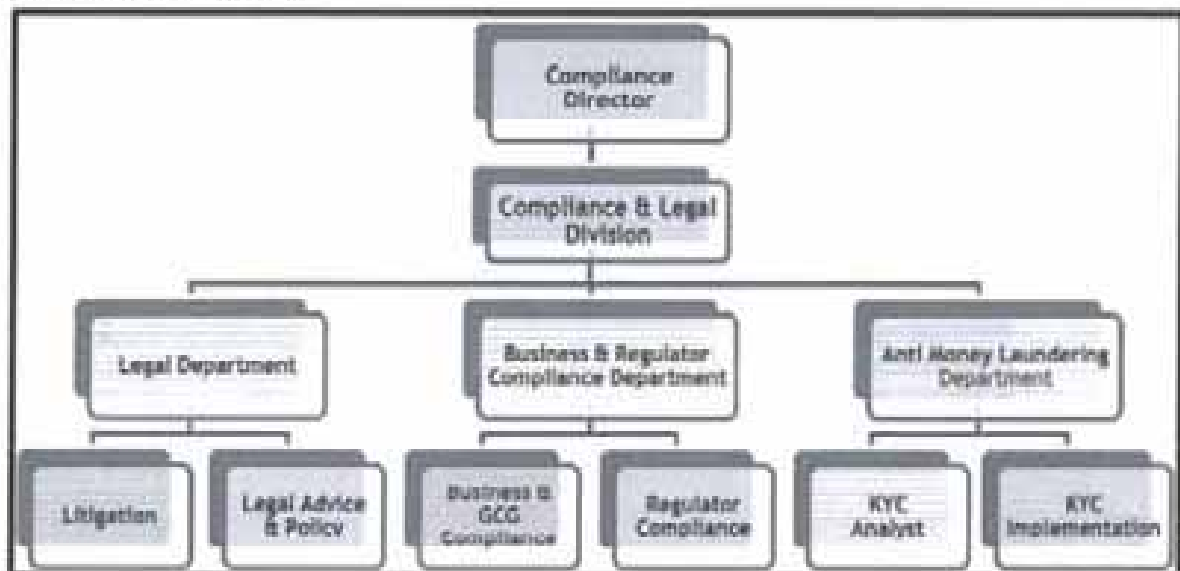 Compliance
Director
Compliance & Legal
Division
Legal Department
Business & Regulator
Compliance Department
Anti Money Laundering
Department
Litigation
Legal Advice
& Policy
Business &
GCG
Compliance
Regulator
Compliance
KYC
Analyst
KYC
Implementation